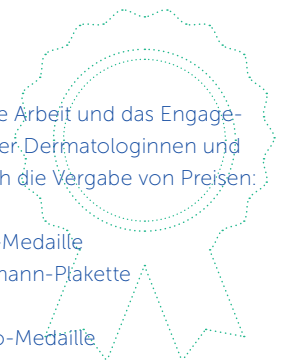 e Arbeit und das Engage-
er Dermatologinnen und
h die Vergabe von Preisen:
-Medaille
mann-Plakette
o-Medaille